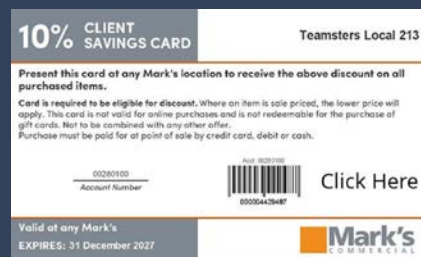 10% CLIENT SAVINGS CARD
Teamsters Local 213
Present this card at any Mark's location to receive the above discount on all
purchased items.
Card is required to be eligible for discount. Where an item is sale priced, the lower price will
apply. This card is not valid for online purchases and is not redeemable for the purchase of
gift cards. Not to be combined with any other offer.
Purchase must be paid for at point of sale by credit card, debit or cash.
00280100
Account Number
Acct: 00280100
000004429487
Click Here
Valid at any Mark's
EXPIRES: 31 December 2027
Mark's
COMMERCIAL